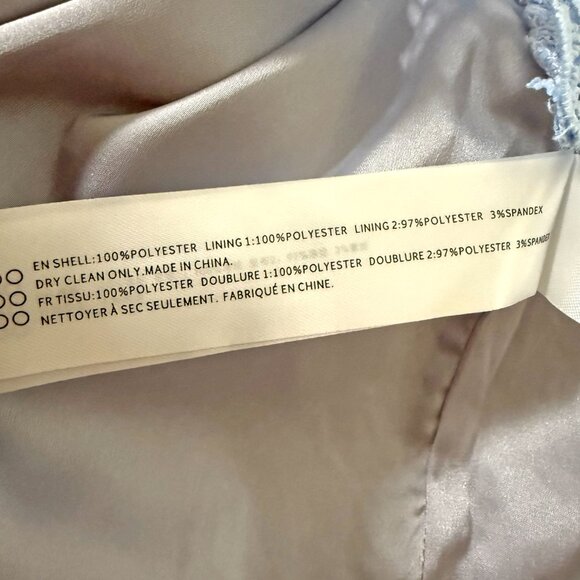 EN SHELL:100%POLYESTER LINING 1:100%POLYESTER LINING 2:97%POLYESTER 3%SPANDEX
DRY CLEAN ONLY.MADE IN CHINA.
FR TISSU:100%POLYESTER DOUBLURE 1:100%POLYESTER DOUBLURE 2:97%POLYESTER 3%SPANDEX
NETTOYER À SEC SEULEMENT. FABRIQUÉ EN CHINE.